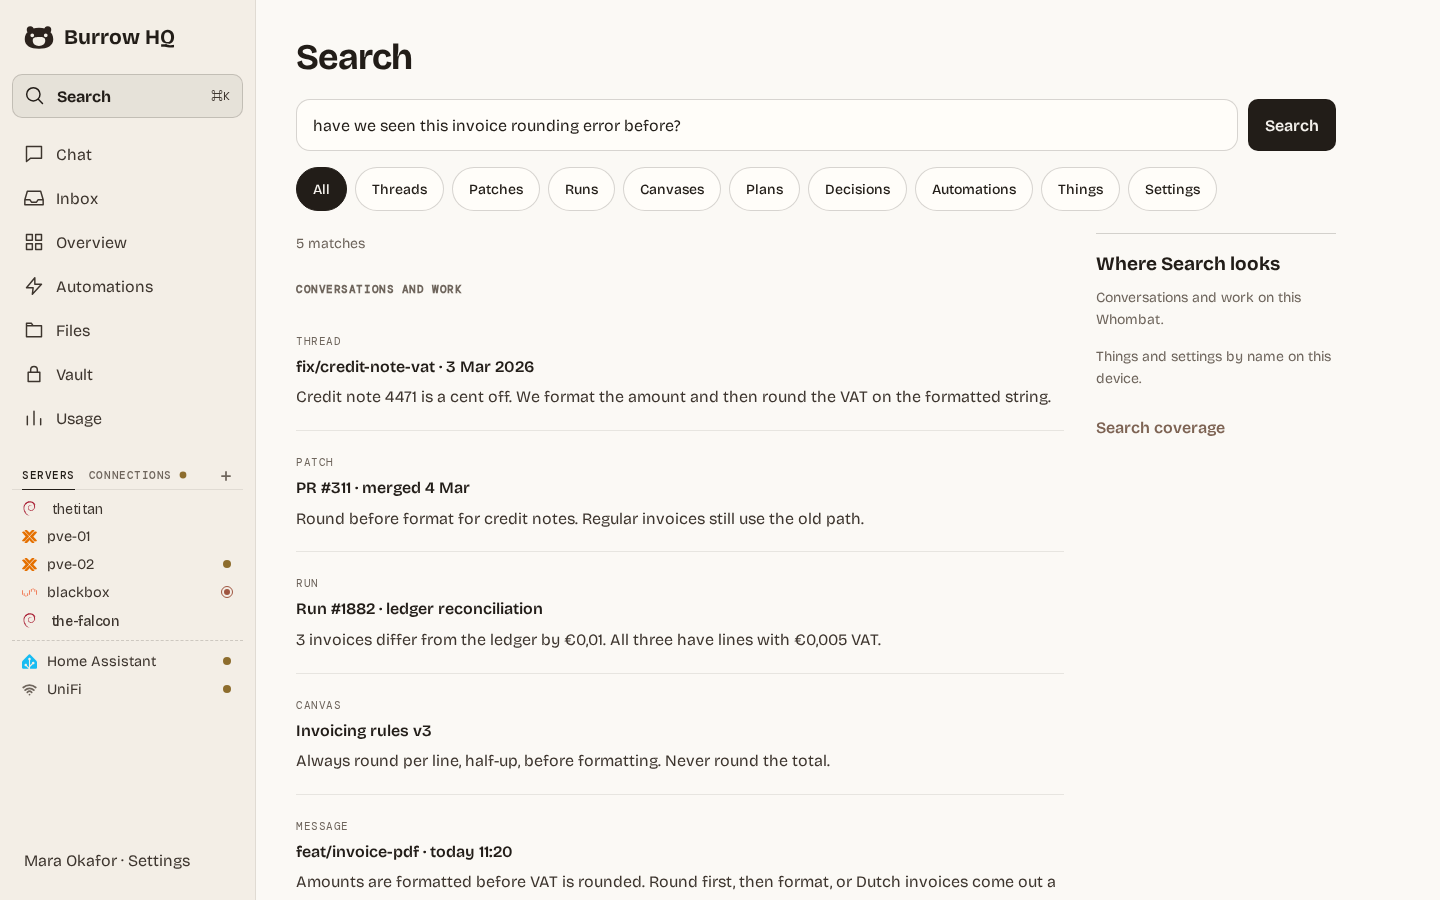 Burrow HQ
Search ⌘K
Chat
Inbox
Overview
Automations
Files
Vault
Usage
SERVERS CONNECTIONS +
thetitan
pve-01
pve-02
blackbox
the-falcon
Home Assistant
UniFi
Mara Okafor · Settings
Search
have we seen this invoice rounding error before?
Search
All Threads Patches Runs Canvases Plans Decisions Automations Things Settings
5 matches
CONVERSATIONS AND WORK
THREAD
fix/credit-note-vat · 3 Mar 2026
Credit note 4471 is a cent off. We format the amount and then round the VAT on the formatted string.
PATCH
PR #311 · merged 4 Mar
Round before format for credit notes. Regular invoices still use the old path.
RUN
Run #1882 · ledger reconciliation
3 invoices differ from the ledger by €0,01. All three have lines with €0,005 VAT.
CANVAS
Invoicing rules v3
Always round per line, half-up, before formatting. Never round the total.
MESSAGE
feat/invoice-pdf · today 11:20
Amounts are formatted before VAT is rounded. Round first, then format, or Dutch invoices come out a
Where Search looks
Conversations and work on this
Whombat.
Things and settings by name on this
device.
Search coverage